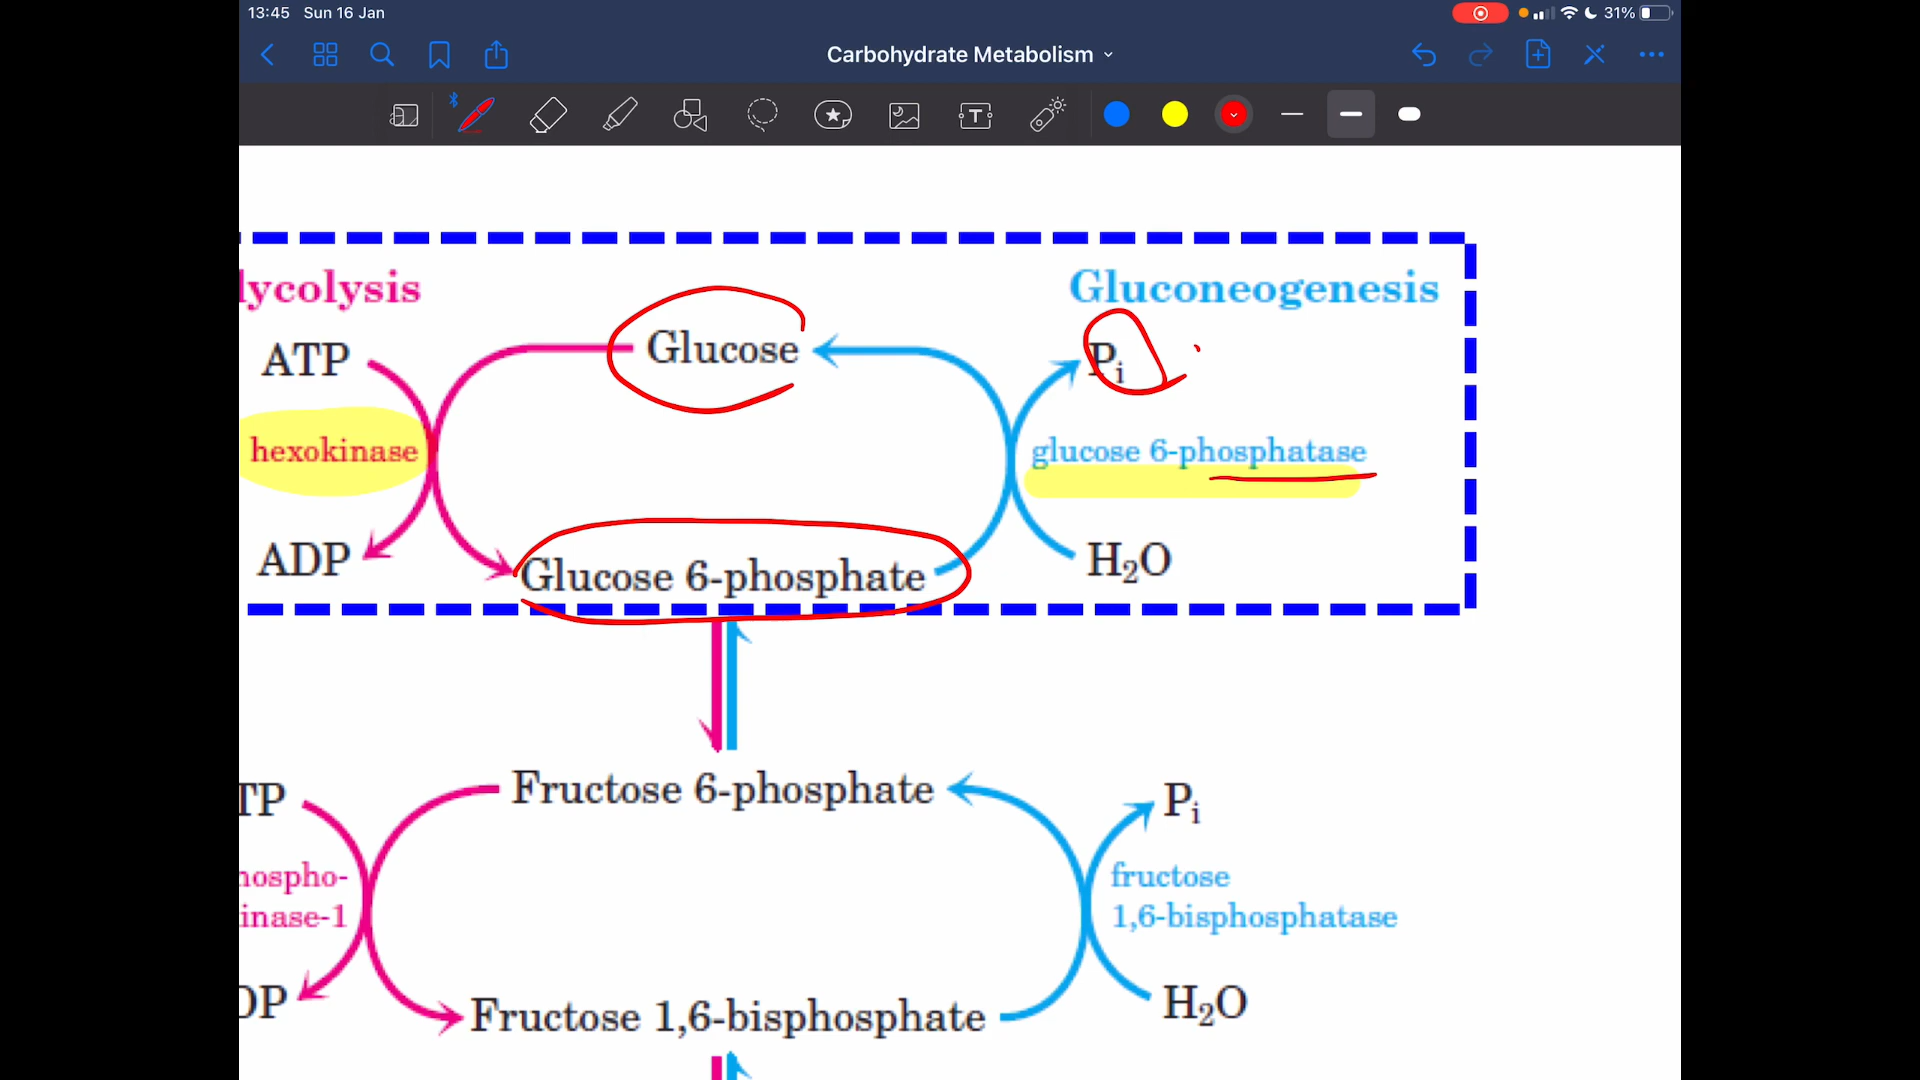 13:45 Sun 16 Jan
31%
Carbohydrate Metabolism
T
lycolysis
Gluconeogenesis
Glucose
ATP
Pi
hexokinase
glucose 6-phosphatase
ADP
Glucose 6-phosphate
H₂O
TP
Fructose 6-phosphate
Pi
hospho-
inase-1
fructose
1,6-bisphosphatase
DP
Fructose 1,6-bisphosphate
H₂O